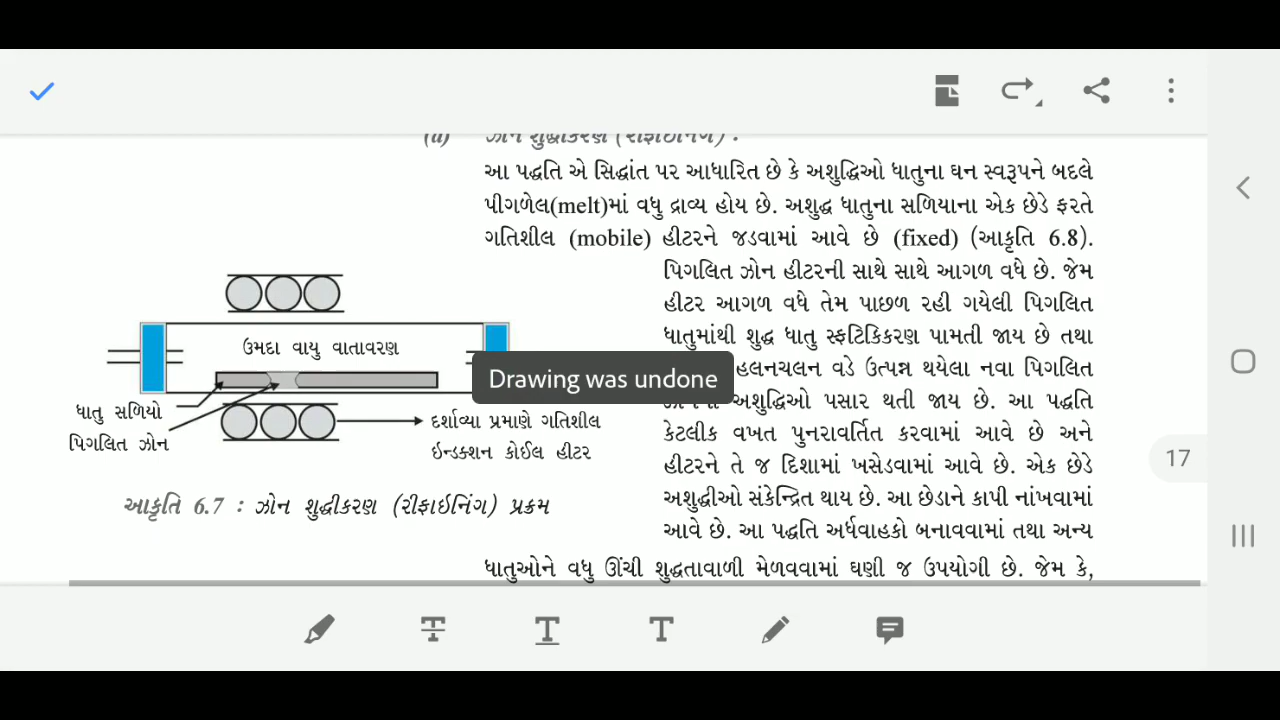 (d) ઝોન શુદ્ધીકરણ (રીફાઇનિંગ) :
આ પદ્ધતિ એ સિદ્ધાંત પર આધારિત છે કે અશુદ્ધિઓ ધાતુના ઘન સ્વરૂપને બદલે
પીગળેલ(melt)માં વધુ દ્રાવ્ય હોય છે. અશુદ્ધ ધાતુના સળિયાના એક છેડે ફરતે
ગતિશીલ (mobile) હીટરને જડવામાં આવે છે (fixed) (આકૃતિ 6.8).
પિગલિત ઝોન હીટરની સાથે સાથે આગળ વધે છે. જેમ
હીટર આગળ વધે તેમ પાછળ રહી ગયેલી પિગલિત
ધાતુમાંથી શુદ્ધ ધાતુ સ્ફટિકિકરણ પામતી જાય છે તથા
હલનચલન વડે ઉત્પન્ન થયેલા નવા પિગલિત
અશુદ્ધિઓ પસાર થતી જાય છે. આ પદ્ધતિ
કેટલીક વખત પુનરાવર્તિત કરવામાં આવે છે અને
હીટરને તે જ દિશામાં ખસેડવામાં આવે છે. એક છેડે
અશુદ્ધીઓ સંકેન્દ્રિત થાય છે. આ છેડાને કાપી નાંખવામાં
આવે છે. આ પદ્ધતિ અર્ધવાહકો બનાવવામાં તથા અન્ય
ધાતુઓને વધુ ઊંચી શુદ્ધતાવાળી મેળવવામાં ઘણી જ ઉપયોગી છે. જેમ કે,
ઉમદા વાયુ વાતાવરણ
ધાતુ સળિયો
પિગલિત ઝોન
દર્શાવ્યા પ્રમાણે ગતિશીલ
ઇન્ડક્શન કોઈલ હીટર
આકૃતિ 6.7 : ઝોન શુદ્ધીકરણ (રીફાઇનિંગ) પ્રક્રમ
Drawing was undone
17